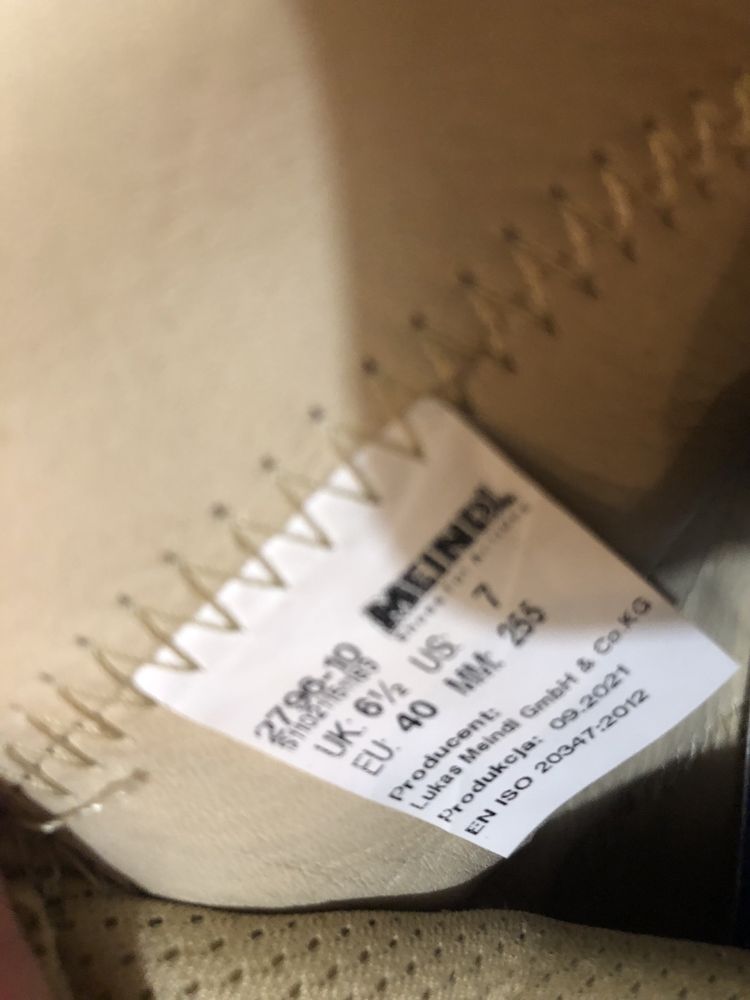 MEINDL
2796-10
UK: 6½ US: 7
EU: 40 MM: 255
Producent:
Lukas Meindl GmbH & Co.KG
Produkcja: 09.2021
EN ISO 20347:2012